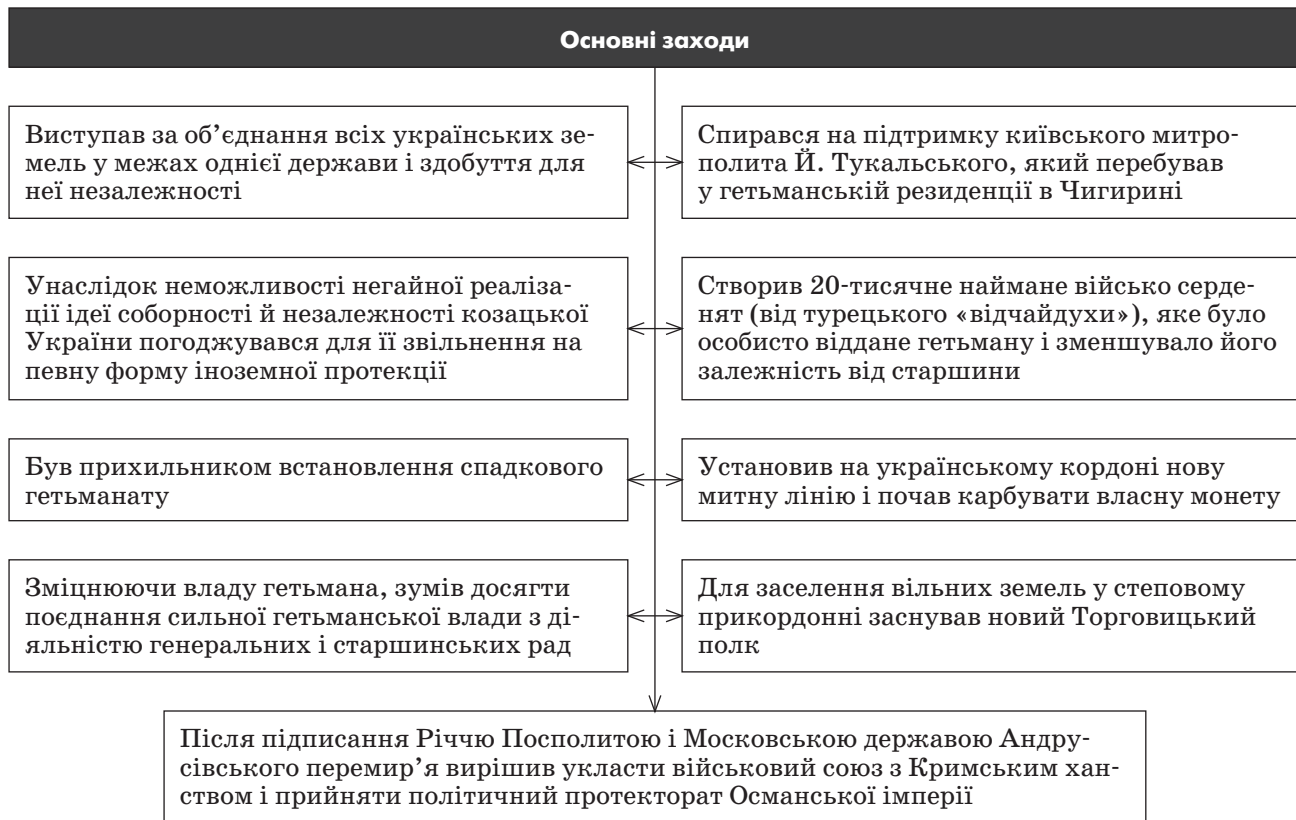 Основні заходи
Виступав за об’єднання всіх українських зе-
мель у межах однієї держави і здобуття для
неї незалежності
Спирався на підтримку київського митро-
полита Й. Тукальського, який перебував
у гетьманській резиденції в Чигирині
Унаслідок неможливості негайної реаліза-
ції ідеї соборності й незалежності козацької
України погоджувався для її звільнення на
певну форму іноземної протекції
Створив 20-тисячне наймане військо серде-
нят (від турецького «відчайдухи»), яке було
особисто віддане гетьману і зменшувало його
залежність від старшини
Був прихильником встановлення спадкового
гетьманату
Установив на українському кордоні нову
митну лінію і почав карбувати власну монету
Зміцнюючи владу гетьмана, зумів досягти
поєднання сильної гетьманської влади з ді-
яльністю генеральних і старшинських рад
Для заселення вільних земель у степовому
прикордонні заснував новий Торговицький
полк
Після підписання Річчю Посполитою і Московською державою Андру-
сівського перемир’я вирішив укласти військовий союз з Кримським хан-
ством і прийняти політичний протекторат Османської імперії